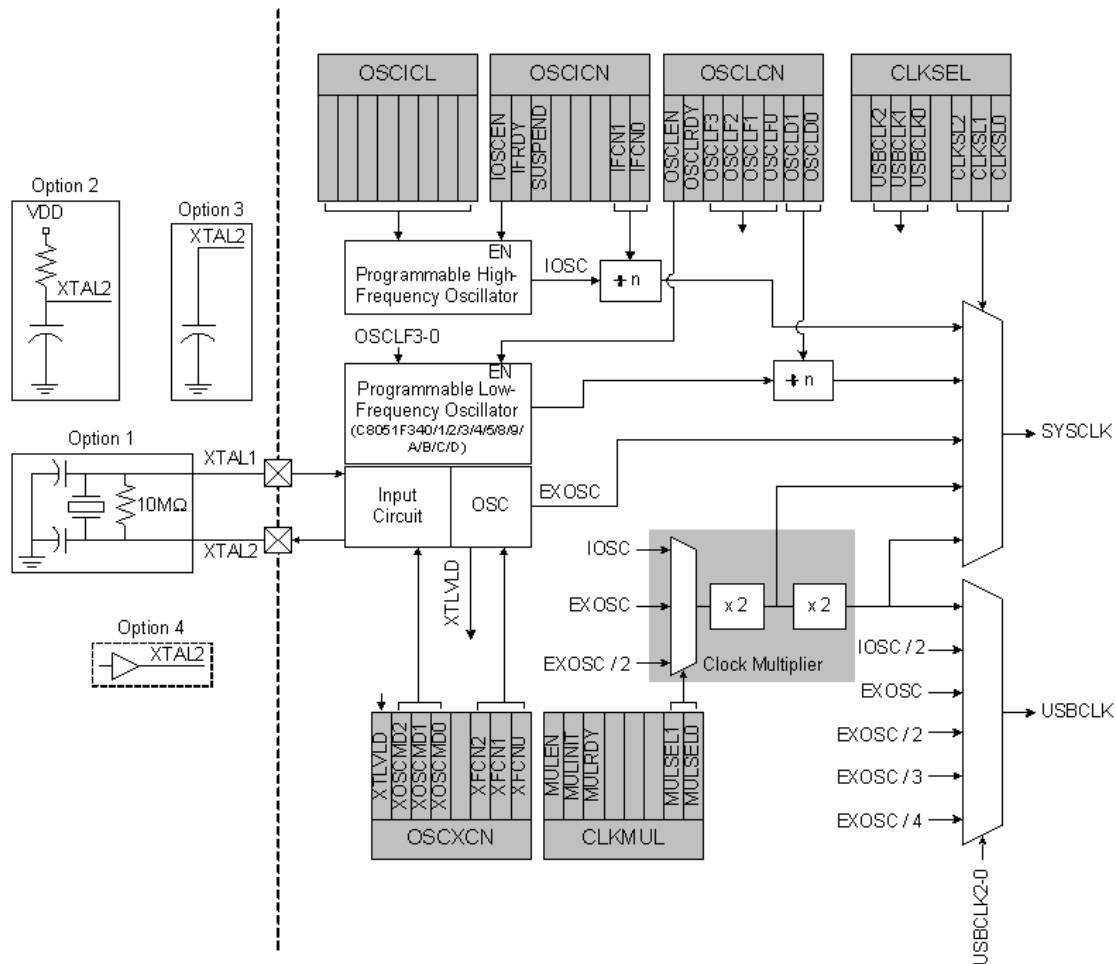 OSCICL
OSCICN
OSCLCN
CLKSEL
IOSCEN
IFRDY
SUSPEND
IFCN1
IFCN0
OSCLEN
OSCLRDY
OSCLF3
OSCLF2
OSCLF1
OSCLF0
OSCLD1
OSCLD0
USBCLK2
USBCLK1
USBCLK0
CLKSL2
CLKSL1
CLKSL0
Option 2
VDD
XTAL2
Option 3
XTAL2
EN
Programmable High-
Frequency Oscillator
IOSC
÷ n
OSCLF3-0
EN
Programmable Low-
Frequency Oscillator
(C8051F340/1/2/3/4/5/8/9/
A/B/C/D)
÷ n
SYSCLK
Option 1
10MΩ
XTAL1
XTAL2
Input
Circuit
OSC
EXOSC
XTLVLD
IOSC
EXOSC
EXOSC / 2
x 2
x 2
Clock Multiplier
Option 4
XTAL2
IOSC / 2
EXOSC
EXOSC / 2
EXOSC / 3
EXOSC / 4
USBCLK
USBCLK2-0
XTLVLD
XOSCMD2
XOSCMD1
XOSCMD0
XFCN2
XFCN1
XFCN0
OSCXCN
MULEN
MULINIT
MULRDY
MULSEL1
MULSEL0
CLKMUL